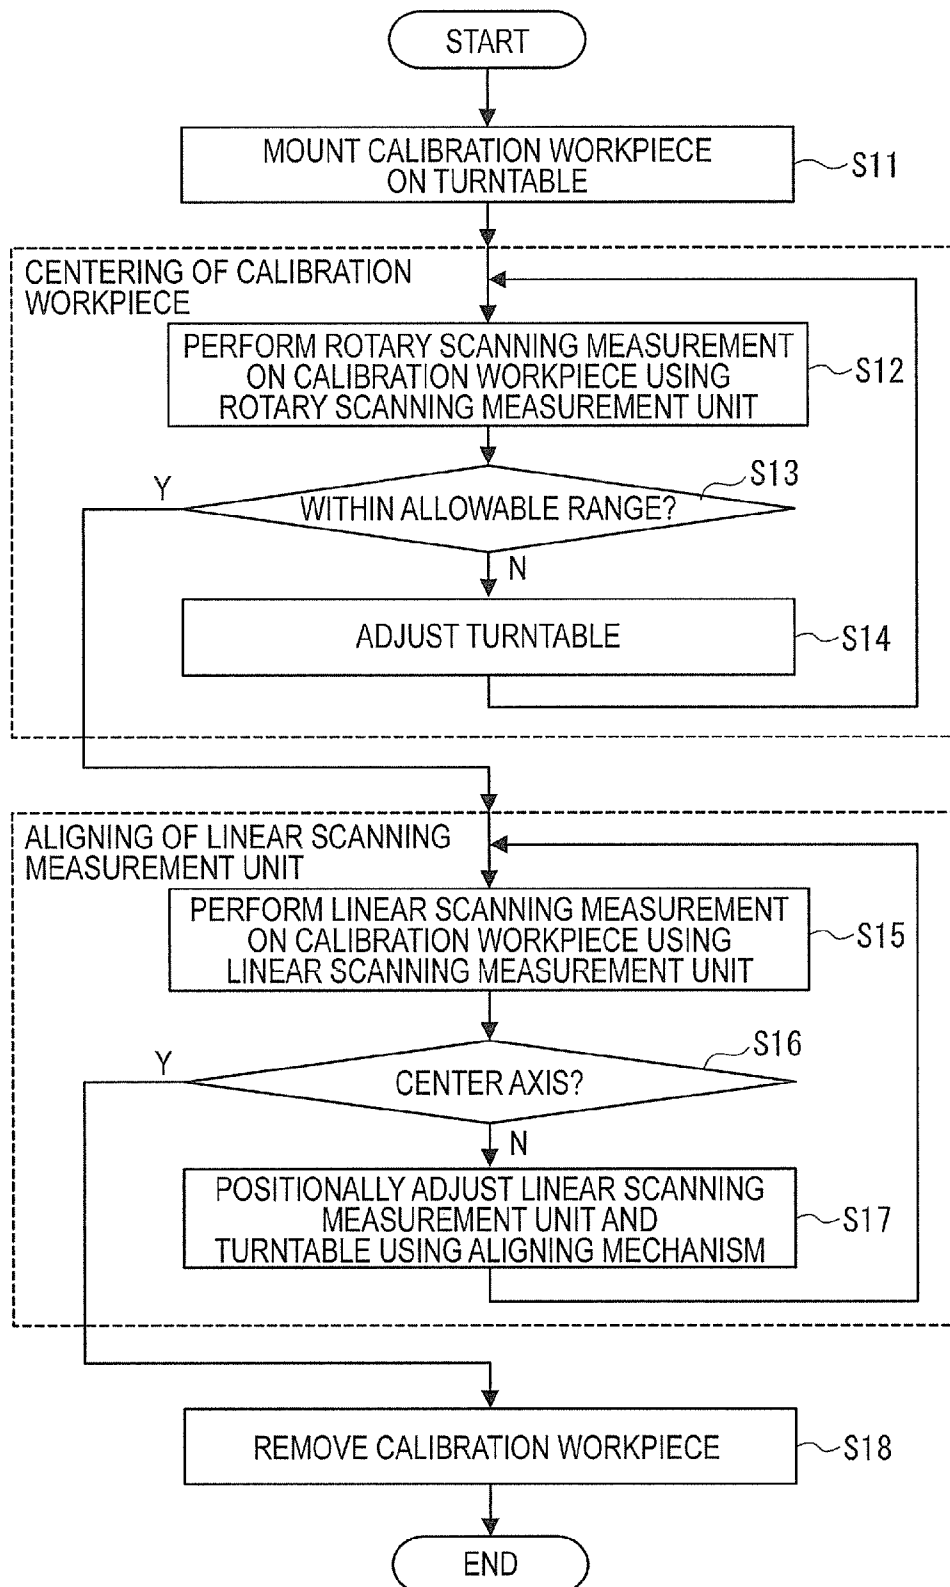 START
MOUNT CALIBRATION WORKPIECE
ON TURNTABLE
S11
CENTERING OF CALIBRATION
WORKPIECE
PERFORM ROTARY SCANNING MEASUREMENT
ON CALIBRATION WORKPIECE USING
ROTARY SCANNING MEASUREMENT UNIT
S12
S13
Y
WITHIN ALLOWABLE RANGE?
N
ADJUST TURNTABLE
S14
ALIGNING OF LINEAR SCANNING
MEASUREMENT UNIT
PERFORM LINEAR SCANNING MEASUREMENT
ON CALIBRATION WORKPIECE USING
LINEAR SCANNING MEASUREMENT UNIT
S15
S16
Y
CENTER AXIS?
N
POSITIONALLY ADJUST LINEAR SCANNING
MEASUREMENT UNIT AND
TURNTABLE USING ALIGNING MECHANISM
S17
REMOVE CALIBRATION WORKPIECE
S18
END